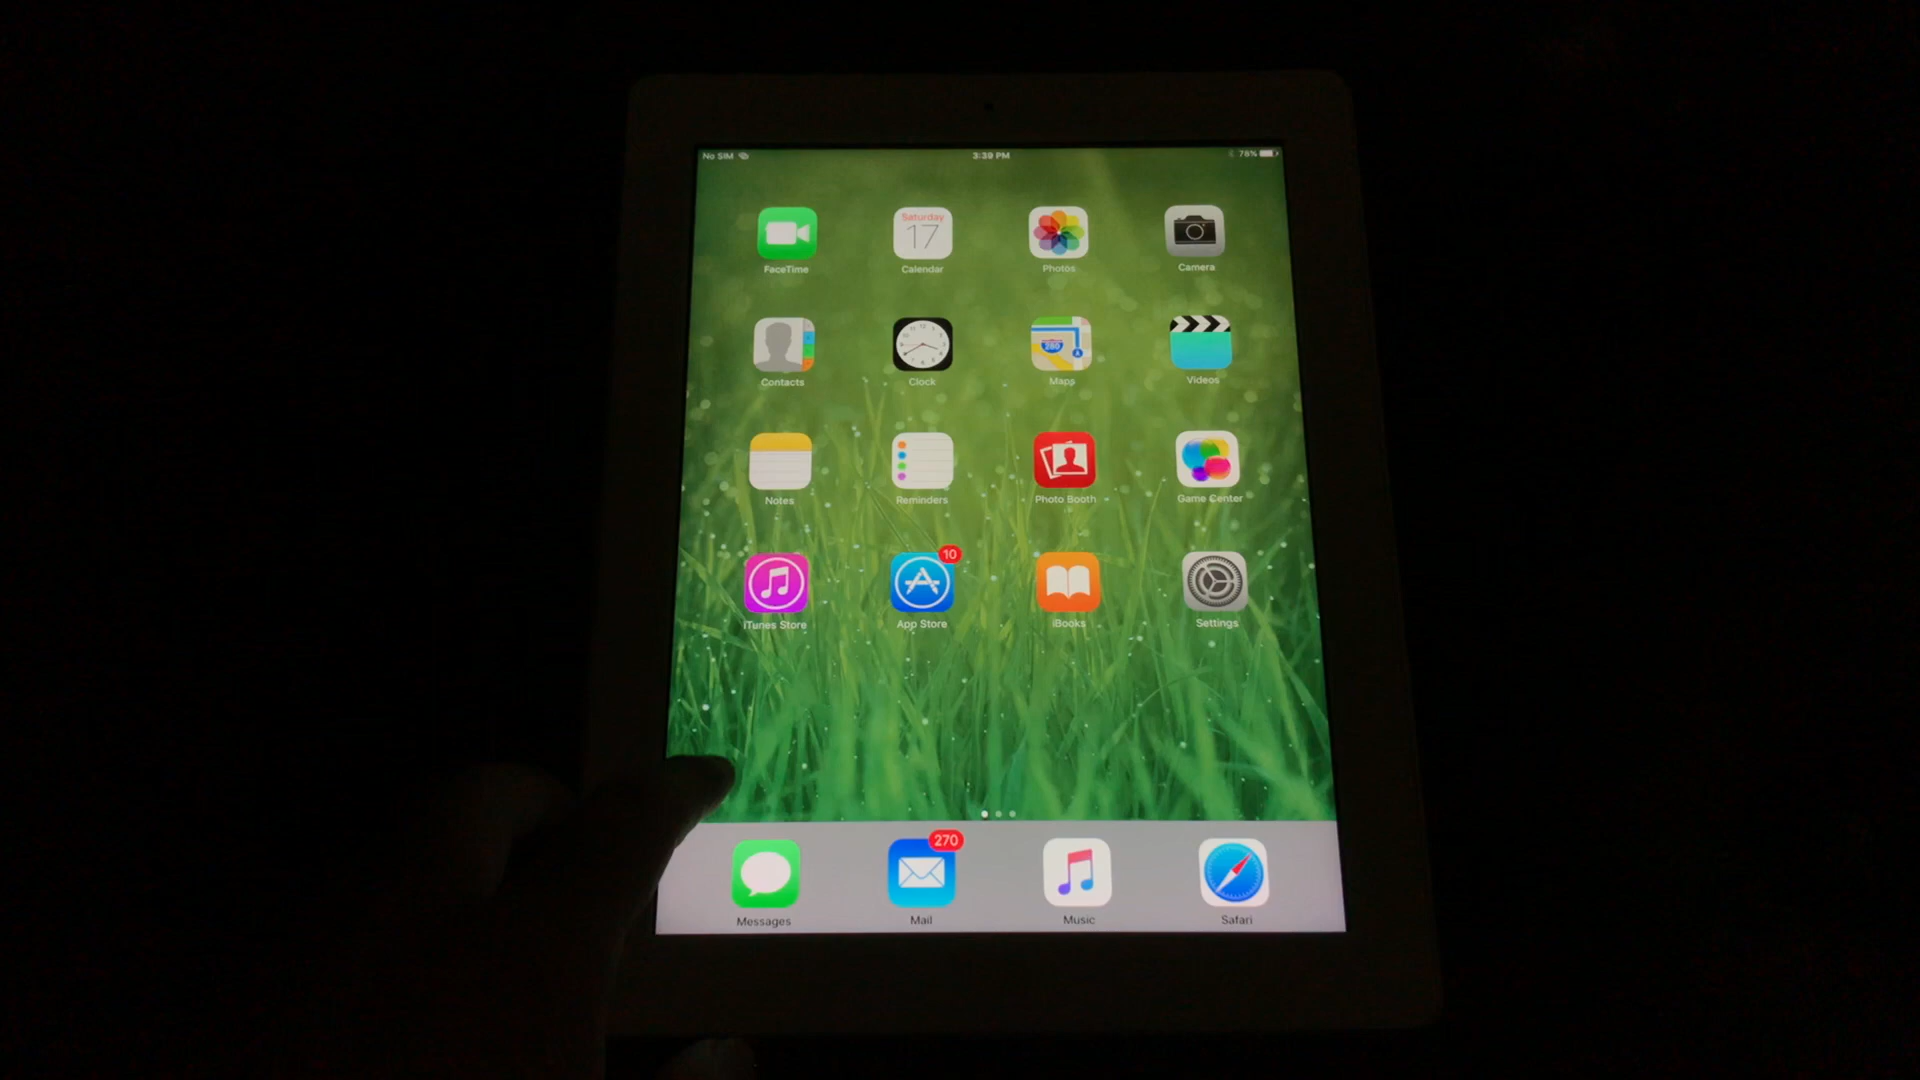 No SIM 3:39 PM 78%
Saturday
17
FaceTime Calendar Photos Camera
280
Contacts Clock Maps Videos
Notes Reminders Photo Booth Game Center
10
iTunes Store App Store iBooks Settings
270
Messages Mail Music Safari